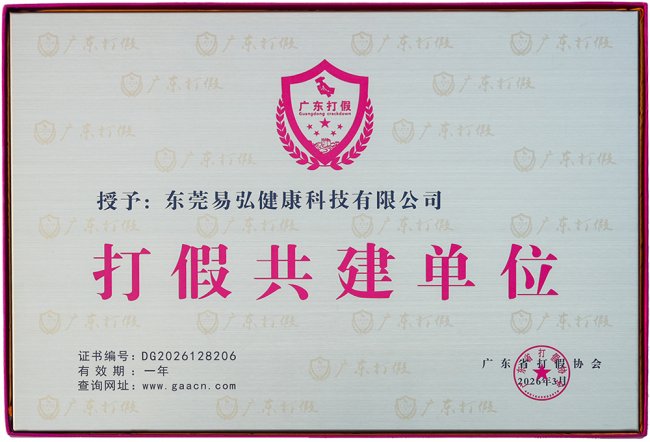 广东打假
Guangdong crackdown
授予：东莞易弘健康科技有限公司
打假共建单位
证书编号：DG2026128206
有效期：一年
查询网址：www.gaacn.com
广东省打假协会
2026年3月